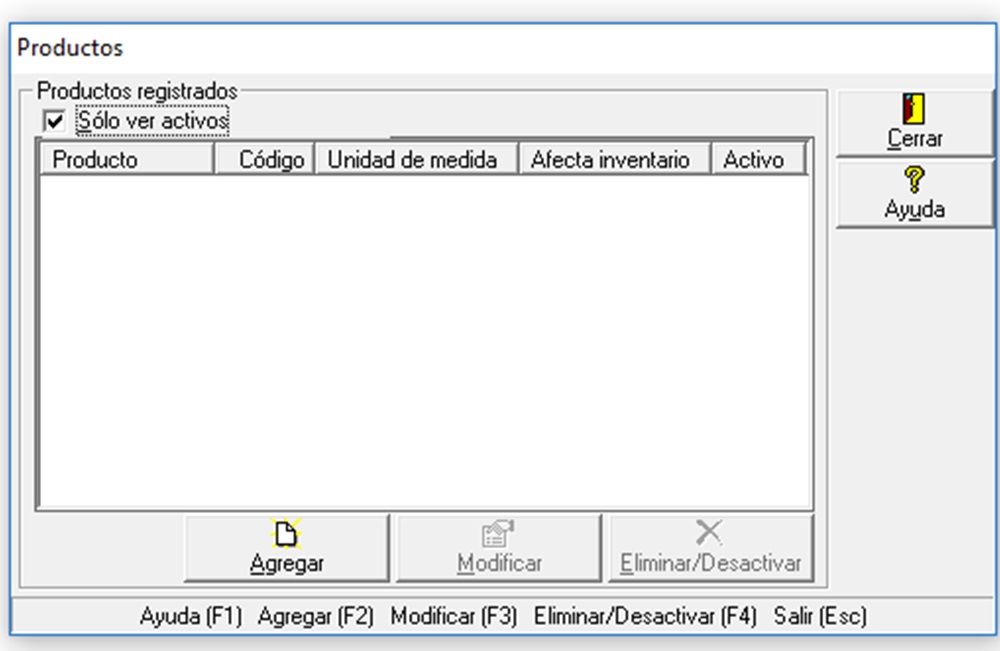 Productos
Productos registrados
Sólo ver activos
Producto Código Unidad de medida Afecta inventario Activo
Cerrar
Ayuda
Agregar Modificar Eliminar/Desactivar
Ayuda (F1) Agregar (F2) Modificar (F3) Eliminar/Desactivar (F4) Salir (Esc)